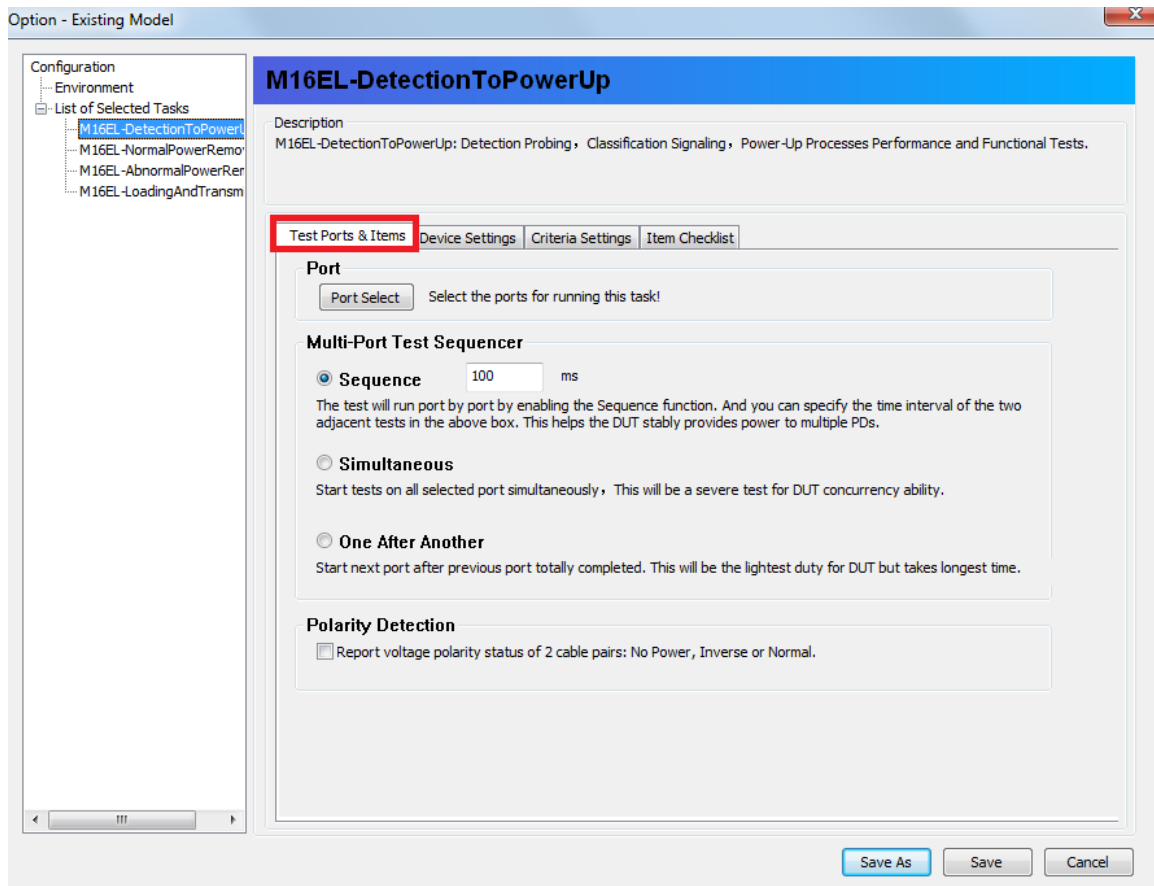 Option - Existing Model
Configuration
Environment
List of Selected Tasks
M16EL-DetectionToPowerU
M16EL-NormalPowerRemo
M16EL-AbnormalPowerRer
M16EL-LoadingAndTransm
M16EL-DetectionToPowerUp
Description
M16EL-DetectionToPowerUp: Detection Probing，Classification Signaling，Power-Up Processes Performance and Functional Tests.
Test Ports & Items Device Settings Criteria Settings Item Checklist
Port
Port Select Select the ports for running this task!
Multi-Port Test Sequencer
Sequence 100 ms
The test will run port by port by enabling the Sequence function. And you can specify the time interval of the two
adjacent tests in the above box. This helps the DUT stably provides power to multiple PDs.
Simultaneous
Start tests on all selected port simultaneously，This will be a severe test for DUT concurrency ability.
One After Another
Start next port after previous port totally completed. This will be the lightest duty for DUT but takes longest time.
Polarity Detection
Report voltage polarity status of 2 cable pairs: No Power, Inverse or Normal.
Save As Save Cancel